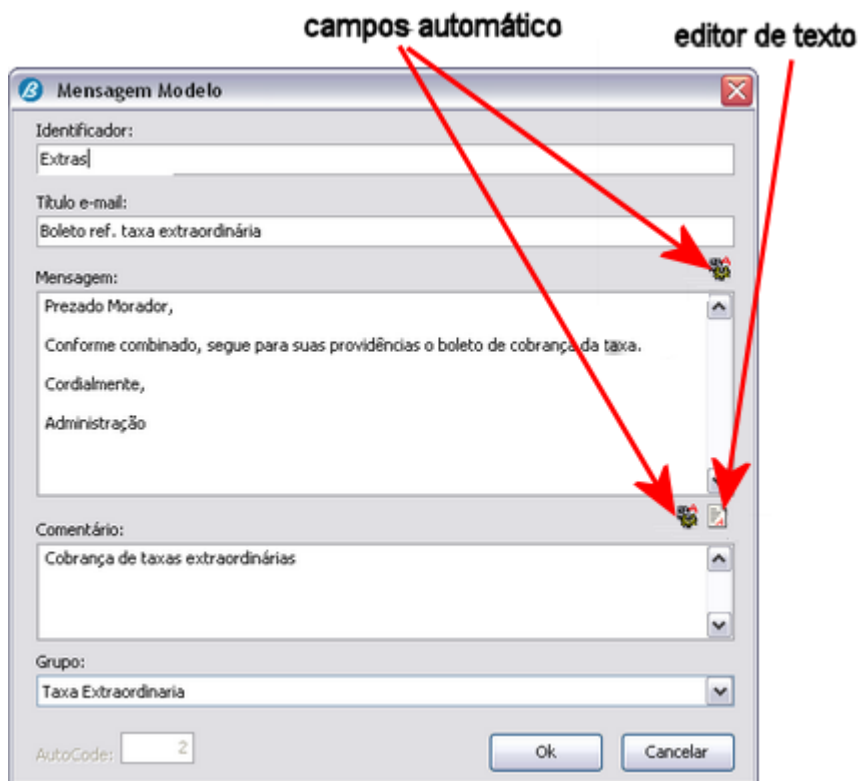 campos automático
editor de texto
Mensagem Modelo
Identificador:
Extras
Título e-mail:
Boleto ref. taxa extraordinária
Mensagem:
Prezado Morador,
Conforme combinado, segue para suas providências o boleto de cobrança da taxa.
Cordialmente,
Administração
Comentário:
Cobrança de taxas extraordinárias
Grupo:
Taxa Extraordinaria
AutoCode: 2
Ok
Cancelar